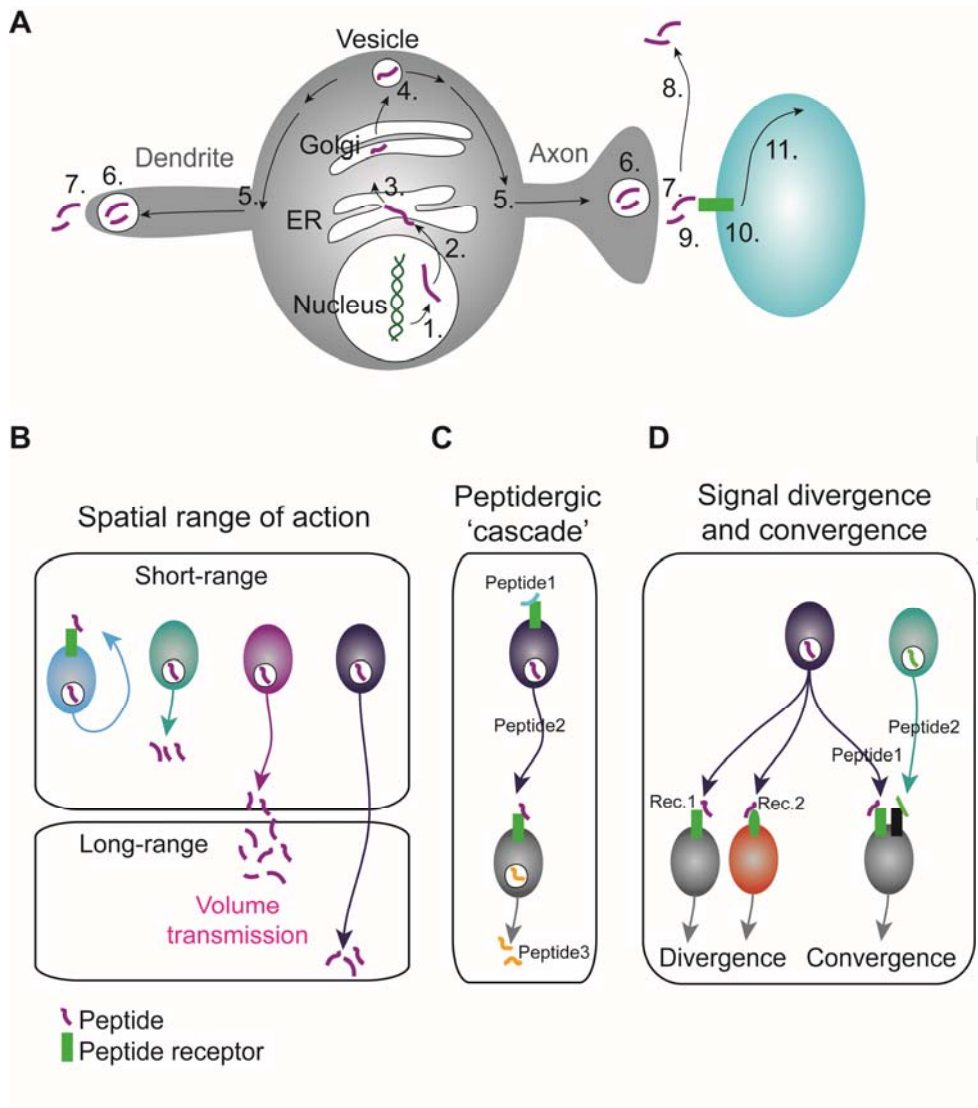 A
Vesicle
4.
8.
Golgi
Dendrite
Axon
11.
3.
7.
6.
5.
ER
5.
6.
7.
9.
10.
2.
Nucleus
1.
B
C
D
Spatial range of action
Peptidergic
'cascade'
Signal divergence
and convergence
Short-range
Long-range
Volume
transmission
Peptide1
Peptide2
Peptide3
Peptide1
Peptide2
Rec.1
Rec.2
Divergence
Convergence
Peptide
Peptide receptor